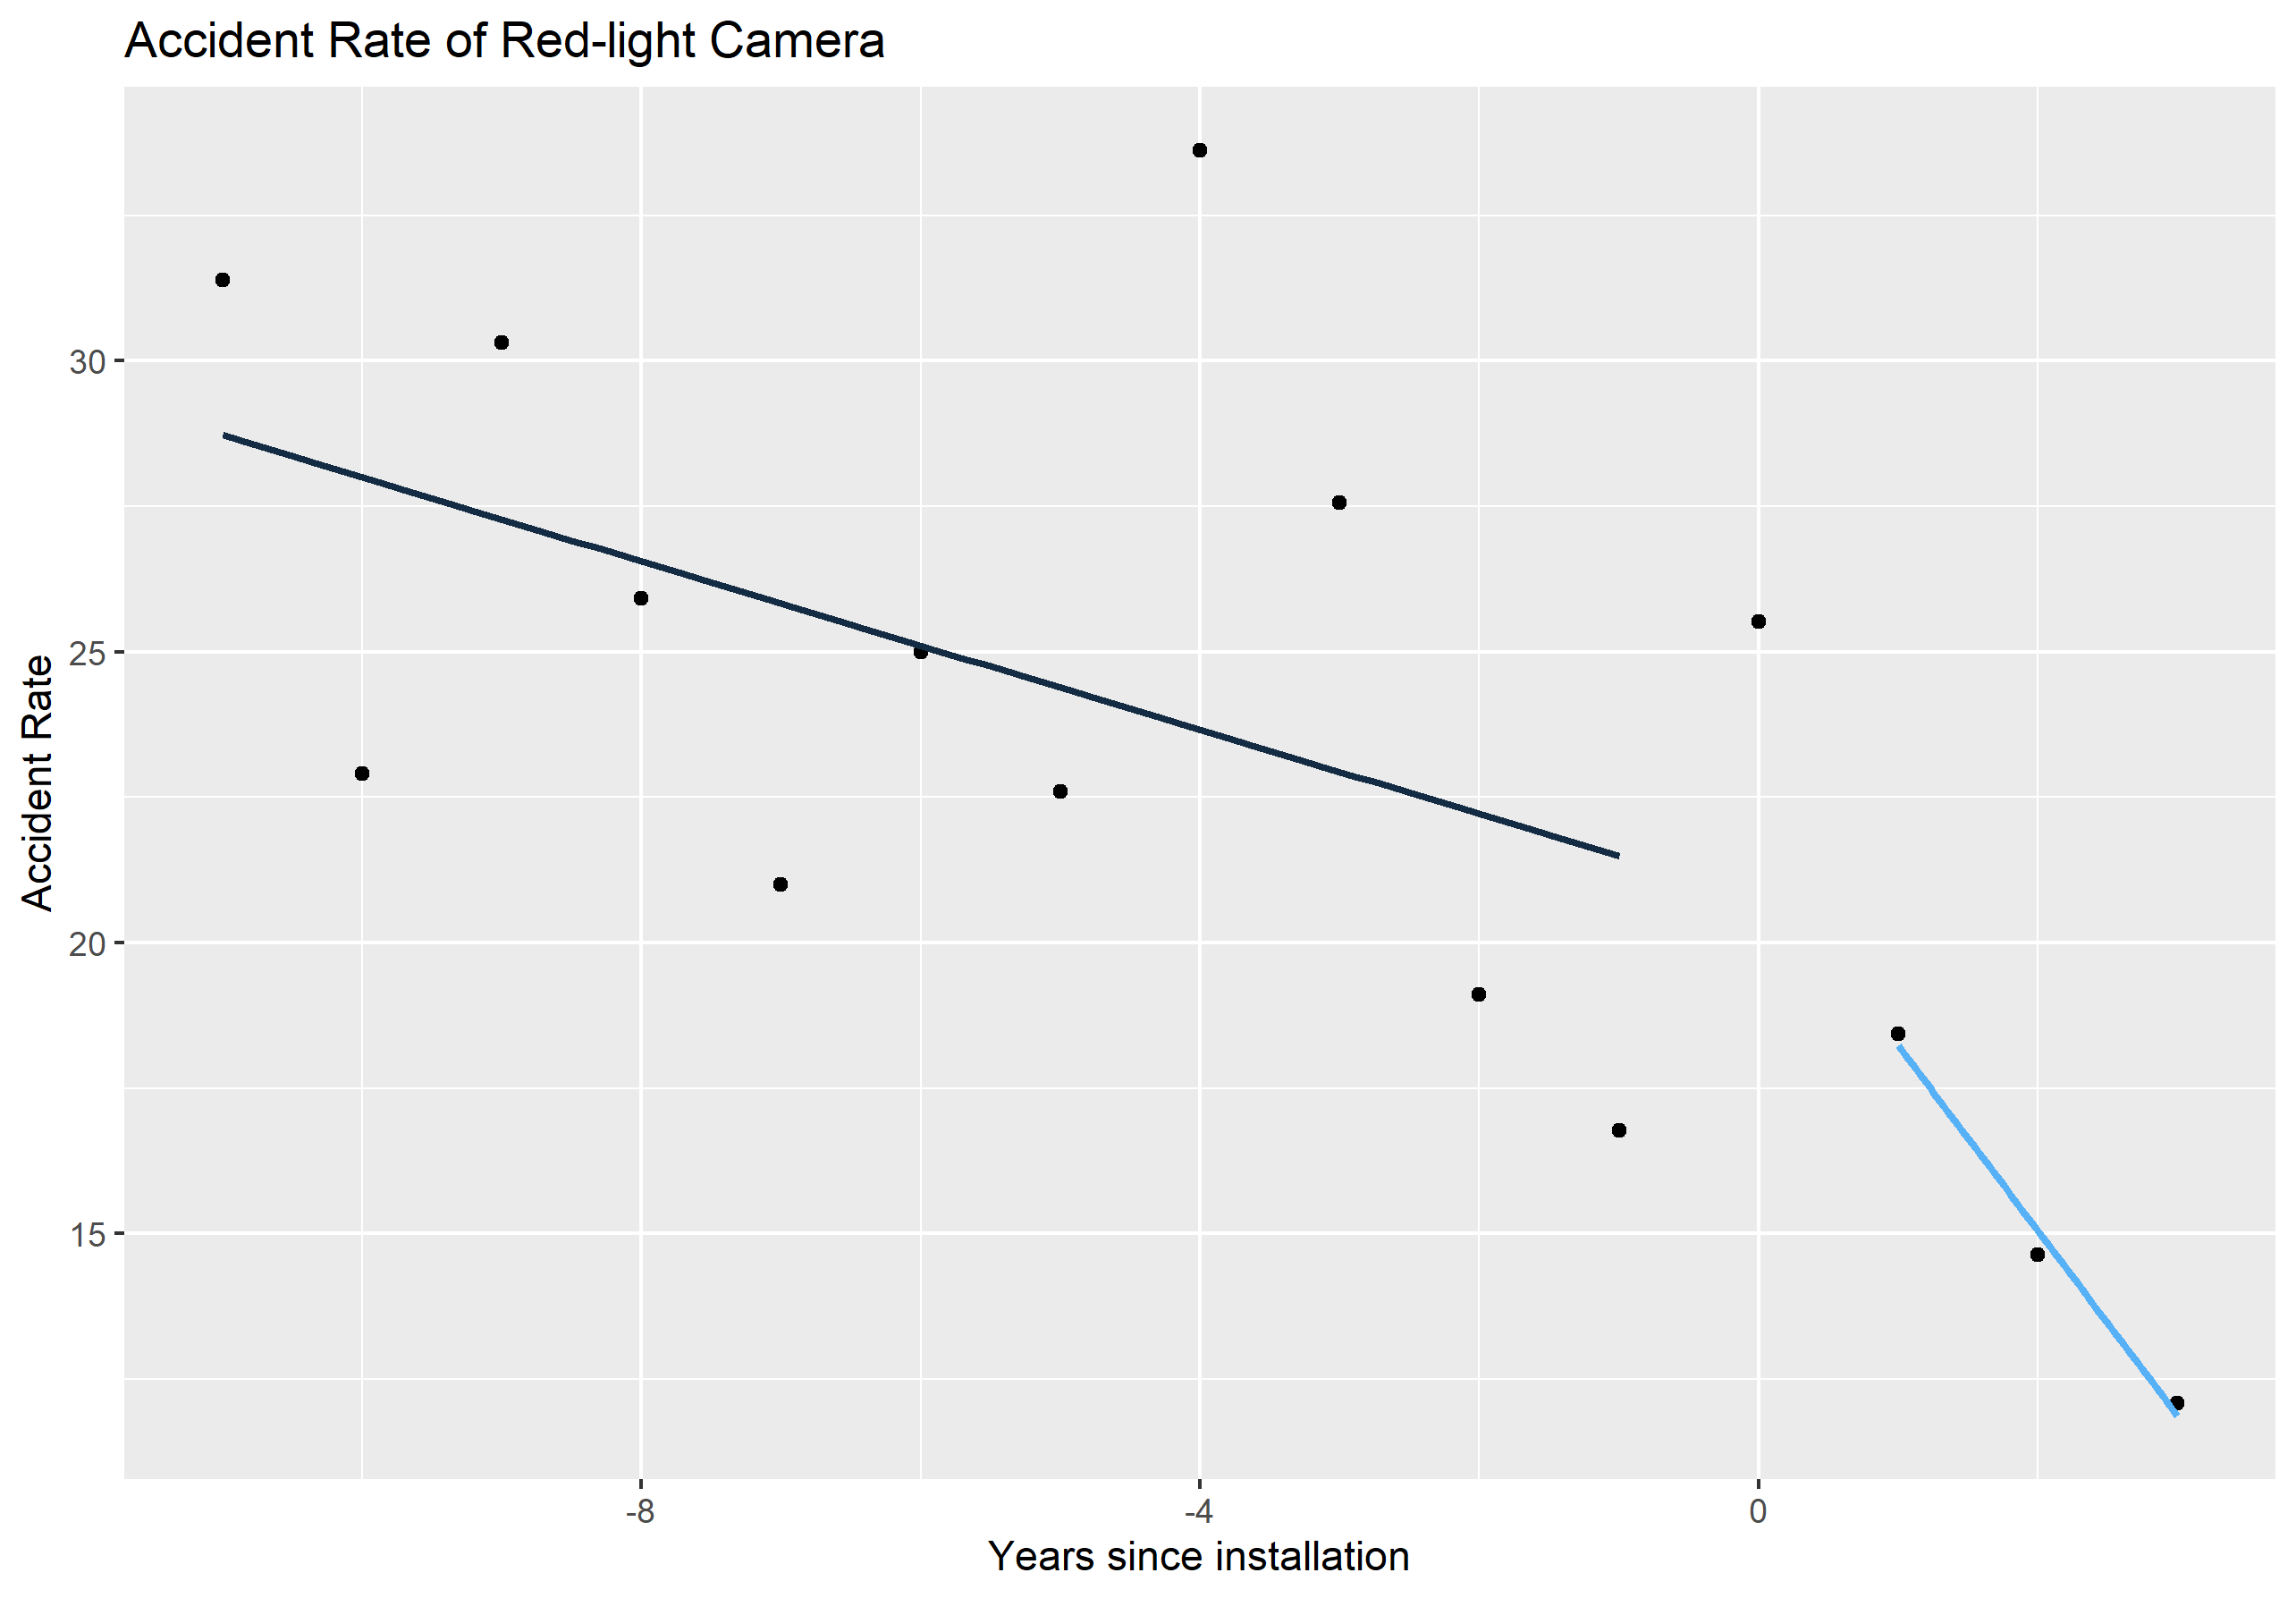 Accident Rate of Red-light Camera
Accident Rate
30
25
20
15
-8
-4
0
Years since installation